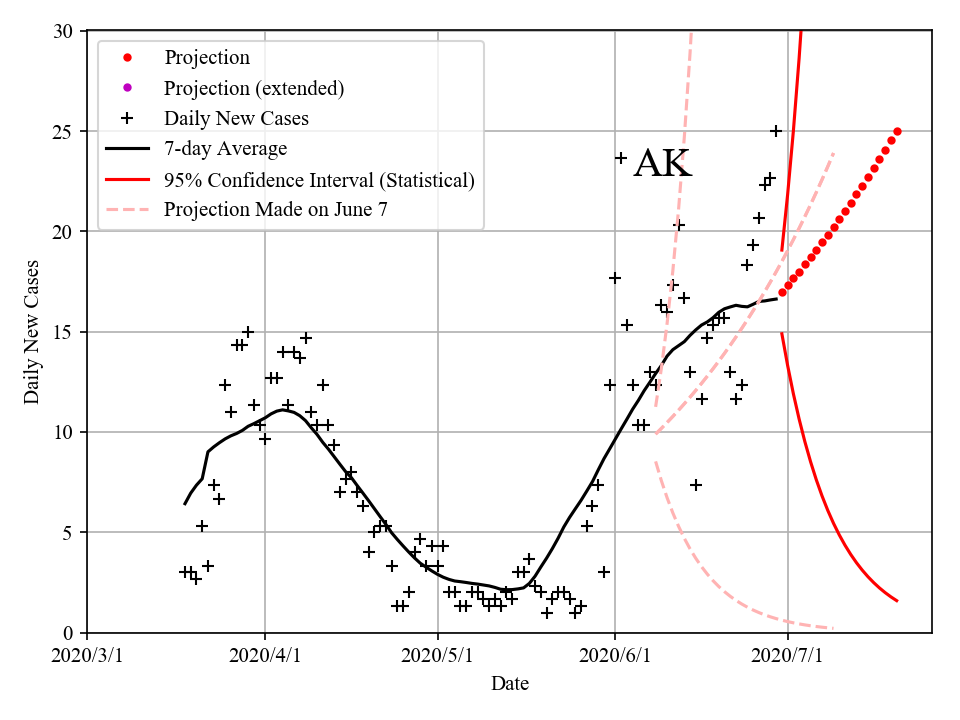 30
25
20
15
10
5
0
Daily New Cases
Projection
Projection (extended)
Daily New Cases
7-day Average
95% Confidence Interval (Statistical)
Projection Made on June 7
AK
2020/3/1
2020/4/1
2020/5/1
2020/6/1
2020/7/1
Date